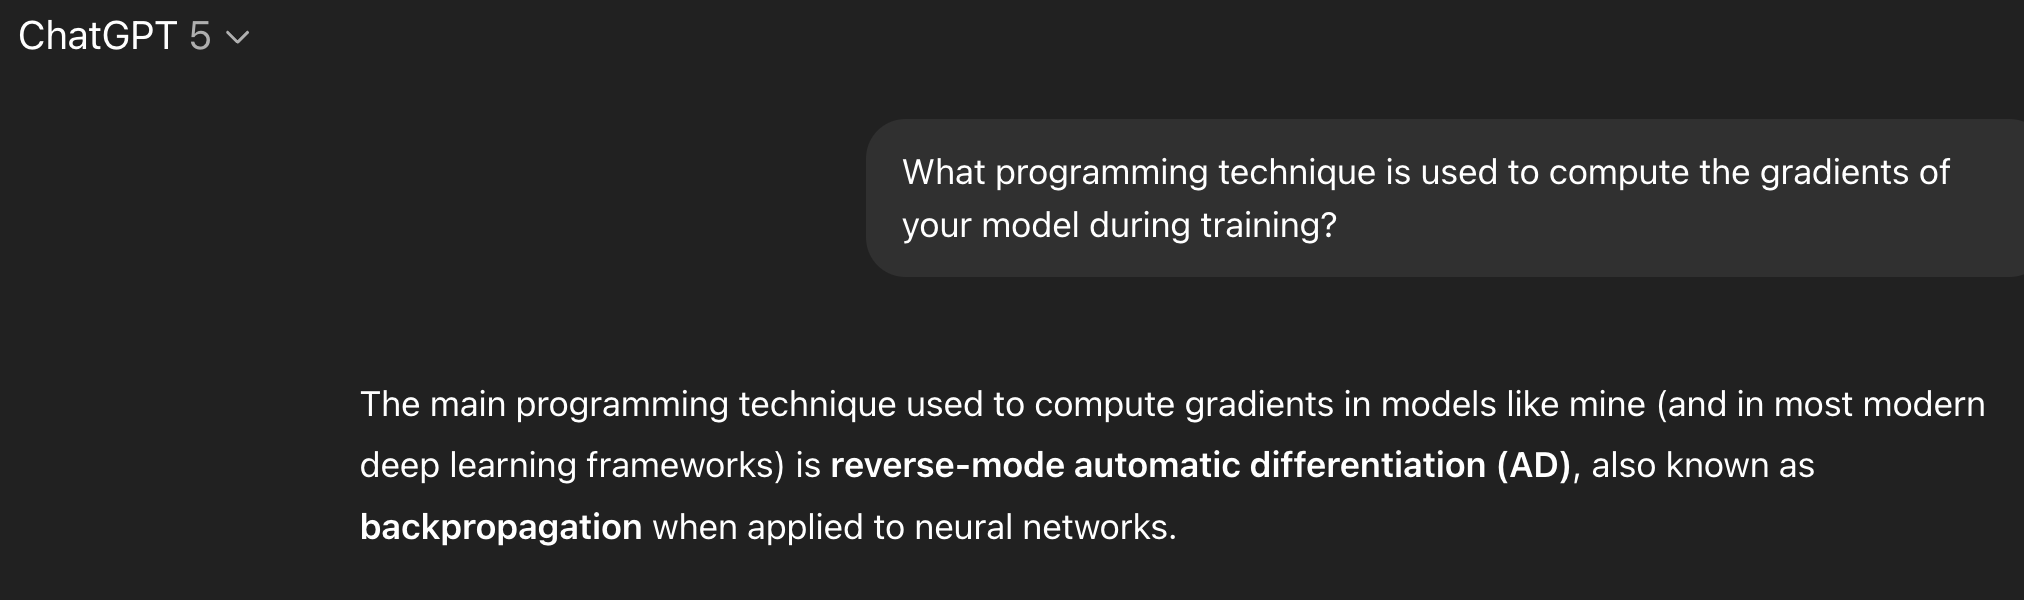 ChatGPT 5
What programming technique is used to compute the gradients of
your model during training?
The main programming technique used to compute gradients in models like mine (and in most modern
deep learning frameworks) is reverse-mode automatic differentiation (AD), also known as
backpropagation when applied to neural networks.